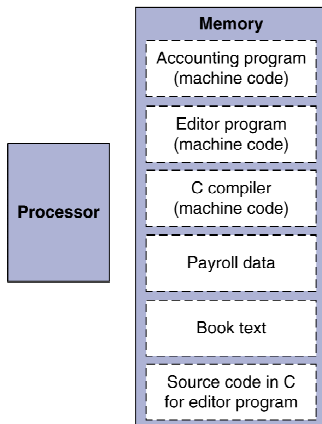 Memory
Accounting program
(machine code)
Editor program
(machine code)
C compiler
(machine code)
Processor
Payroll data
Book text
Source code in C
for editor program